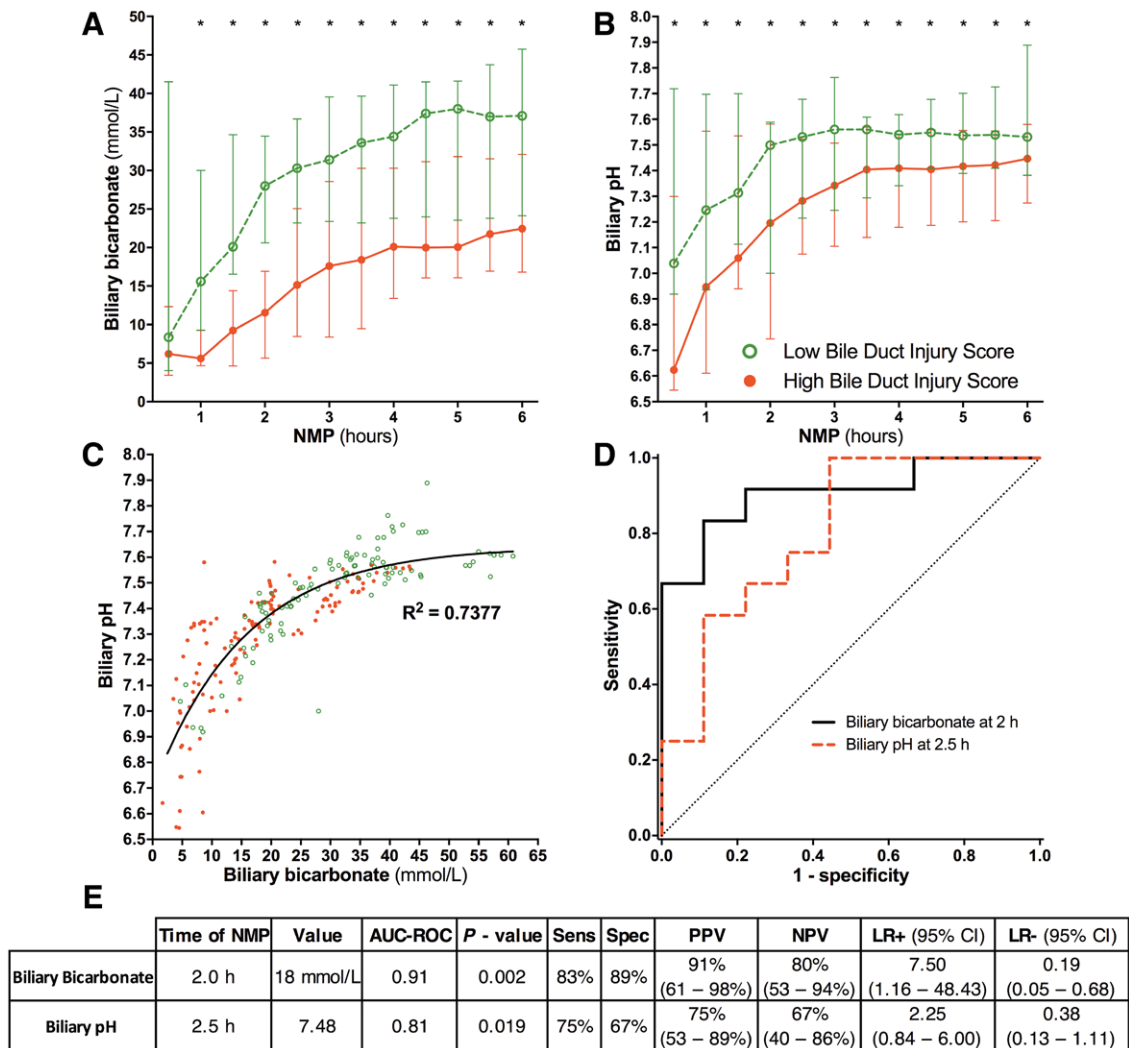 A
* * * * * * * * * * *
Biliary bicarbonate (mmol/L)
50
45
40
35
30
25
20
15
10
5
0
1 2 3 4 5 6
NMP (hours)
B
* * * * * * * * * * * *
Biliary pH
8.0
7.9
7.8
7.7
7.6
7.5
7.4
7.3
7.2
7.1
7.0
6.9
6.8
6.7
6.6
6.5
Low Bile Duct Injury Score
High Bile Duct Injury Score
1 2 3 4 5 6
NMP (hours)
C
Biliary pH
8.0
7.9
7.8
7.7
7.6
7.5
7.4
7.3
7.2
7.1
7.0
6.9
6.8
6.7
6.6
6.5
R² = 0.7377
0 5 10 15 20 25 30 35 40 45 50 55 60 65
Biliary bicarbonate (mmol/L)
D
Sensitivity
1.0
0.8
0.6
0.4
0.2
0.0
Biliary bicarbonate at 2 h
Biliary pH at 2.5 h
0.0 0.2 0.4 0.6 0.8 1.0
1 - specificity
E
Time of NMP Value AUC-ROC P - value Sens Spec PPV NPV LR+ (95% CI) LR- (95% CI)
Biliary Bicarbonate 2.0 h 18 mmol/L 0.91 0.002 83% 89% 91% 80% 7.50 0.19
(61 – 98%) (53 – 94%) (1.16 – 48.43) (0.05 – 0.68)
Biliary pH 2.5 h 7.48 0.81 0.019 75% 67% 75% 67% 2.25 0.38
(53 – 89%) (40 – 86%) (0.84 – 6.00) (0.13 – 1.11)